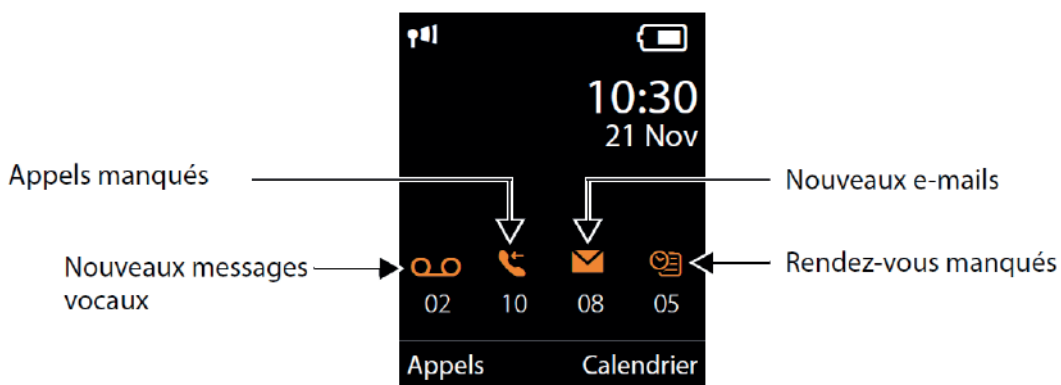 10:30
21 Nov
Appels manqués
Nouveaux e-mails
Nouveaux messages
vocaux
Rendez-vous manqués
02 10 08 05
Appels Calendrier